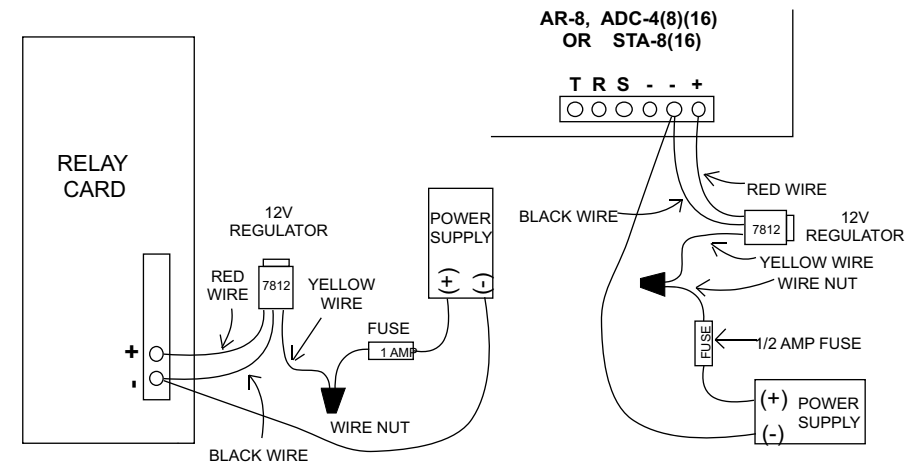 AR-8, ADC-4(8)(16)
OR STA-8(16)
T R S - - +
RELAY
CARD
+
-
RED
WIRE
12V
REGULATOR
7812
YELLOW
WIRE
FUSE
1 AMP
POWER
SUPPLY
(+) (-)
WIRE NUT
BLACK WIRE
BLACK WIRE
RED WIRE
7812
12V
REGULATOR
YELLOW WIRE
WIRE NUT
FUSE
1/2 AMP FUSE
(+)
(-)
POWER
SUPPLY